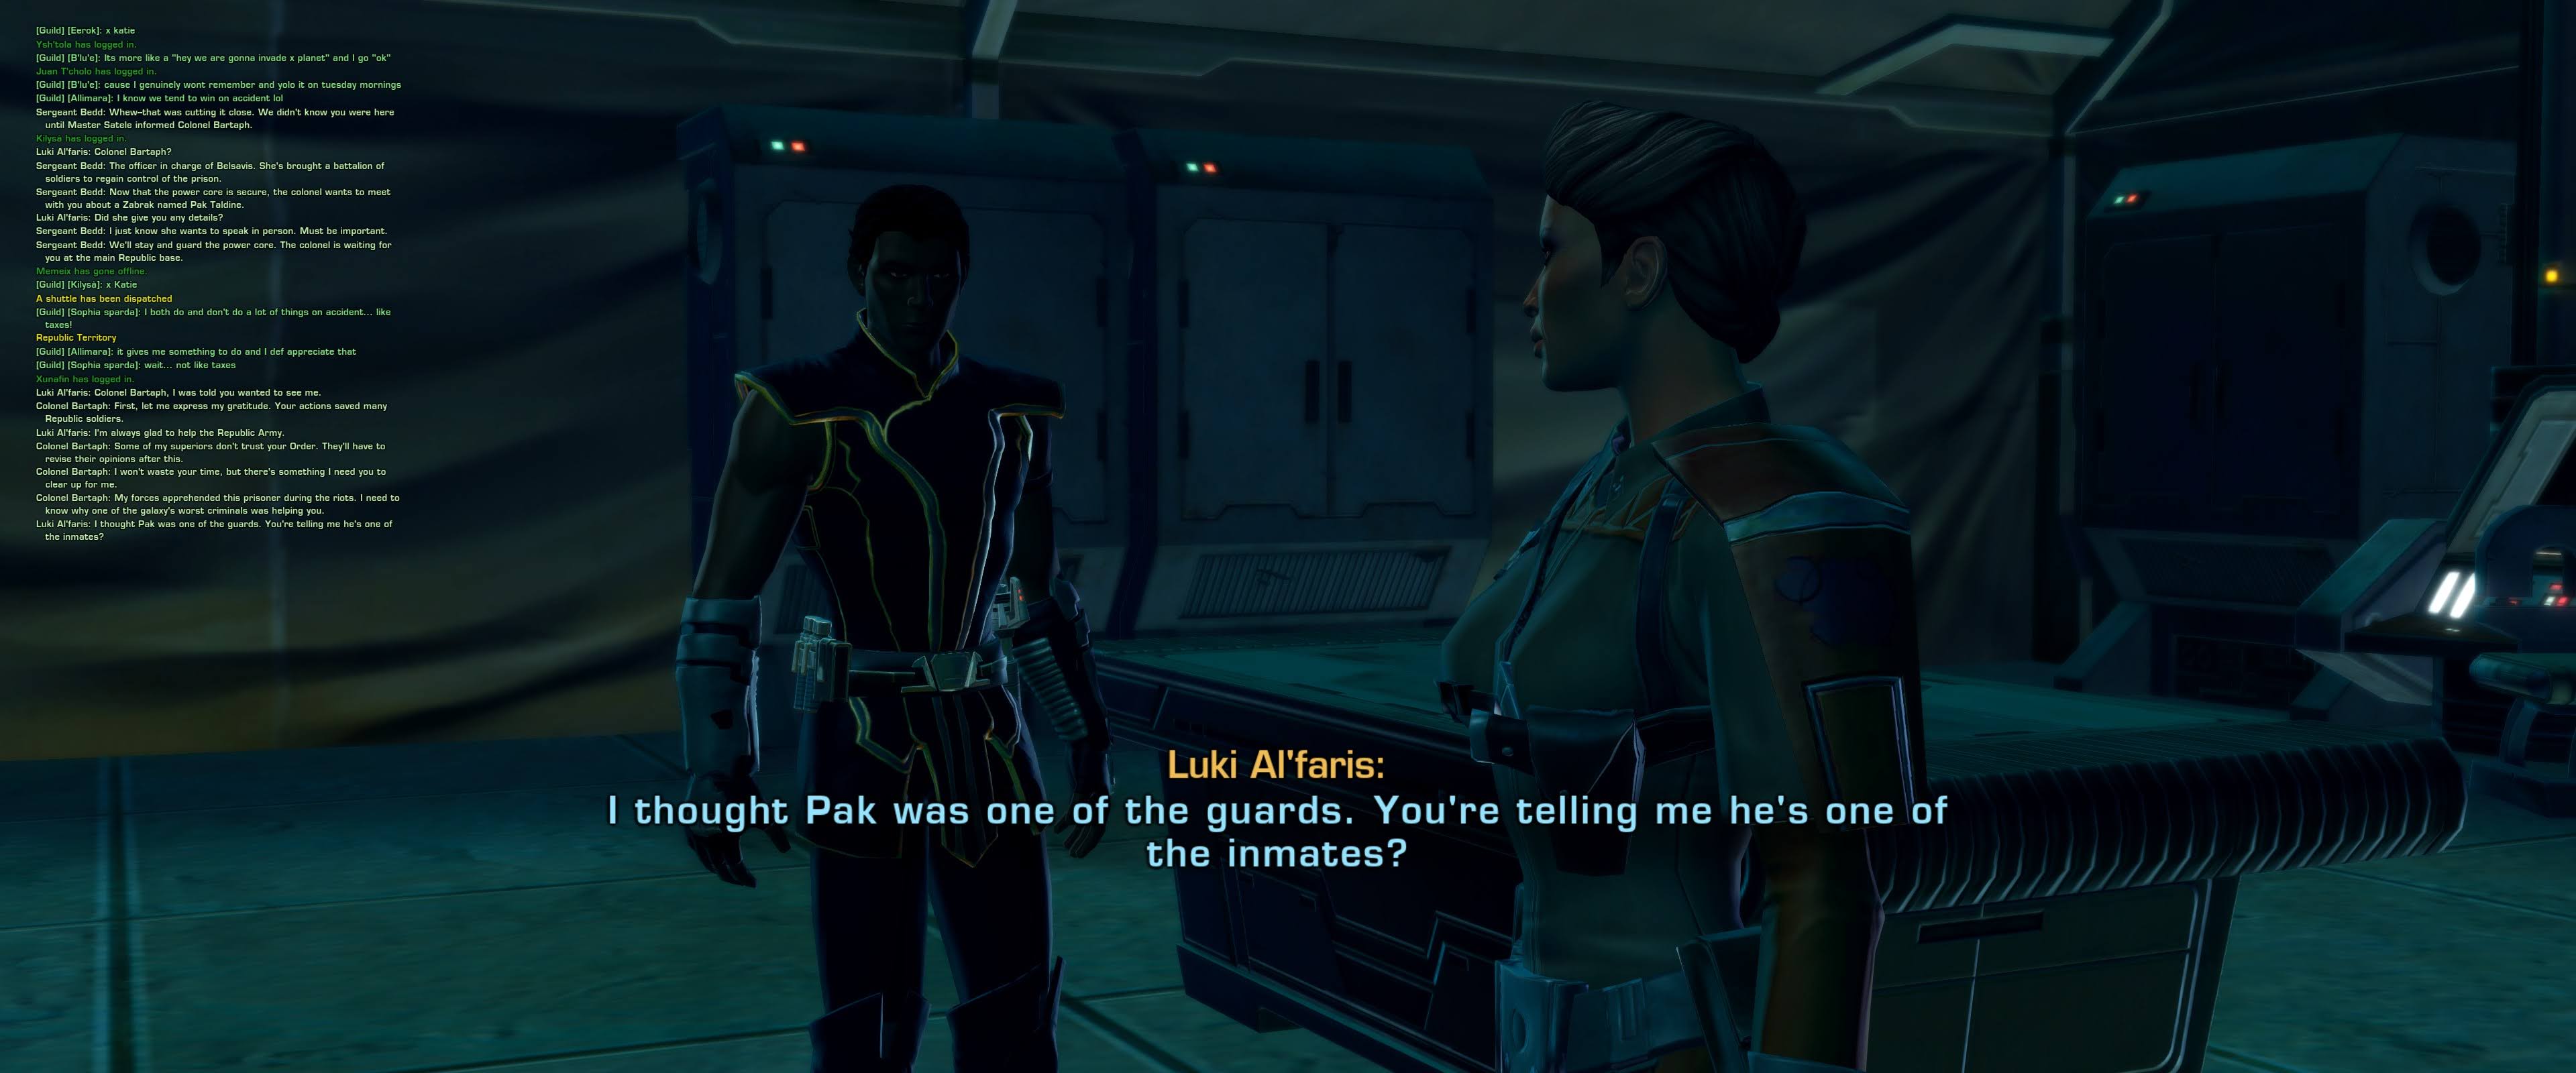 [Guild] [Eerok]: x katie
Ysh'tola has logged in.
[Guild] [B'lu'e]: Its more like a "hey we are gonna invade x planet" and I go "ok"
Juan T'cholo has logged in.
[Guild] [B'lu'e]: cause I genuinely wont remember and yolo it on tuesday mornings
[Guild] [Allimara]: I know we tend to win on accident lol
Sergeant Bedd: Whew—that was cutting it close. We didn't know you were here
until Master Satele informed Colonel Bartaph.
Kilysà has logged in.
Luki Al'faris: Colonel Bartaph?
Sergeant Bedd: The officer in charge of Belsavis. She's brought a battalion of
soldiers to regain control of the prison.
Sergeant Bedd: Now that the power core is secure, the colonel wants to meet
with you about a Zabrak named Pak Taldine.
Luki Al'faris: Did she give you any details?
Sergeant Bedd: I just know she wants to speak in person. Must be important.
Sergeant Bedd: We'll stay and guard the power core. The colonel is waiting for
you at the main Republic base.
Memeix has gone offline.
[Guild] [Kilysà]: x Katie
A shuttle has been dispatched
[Guild] [Sophia sparda]: I both do and don't do a lot of things on accident... like
taxes!
Republic Territory
[Guild] [Allimara]: it gives me something to do and I def appreciate that
[Guild] [Sophia sparda]: wait... not like taxes
Xunafin has logged in.
Luki Al'faris: Colonel Bartaph, I was told you wanted to see me.
Colonel Bartaph: First, let me express my gratitude. Your actions saved many
Republic soldiers.
Luki Al'faris: I'm always glad to help the Republic Army.
Colonel Bartaph: Some of my superiors don't trust your Order. They'll have to
revise their opinions after this.
Colonel Bartaph: I won't waste your time, but there's something I need you to
clear up for me.
Colonel Bartaph: My forces apprehended this prisoner during the riots. I need to
know why one of the galaxy's worst criminals was helping you.
Luki Al'faris: I thought Pak was one of the guards. You're telling me he's one of
the inmates?
Luki Al'faris:
I thought Pak was one of the guards. You're telling me he's one of
the inmates?